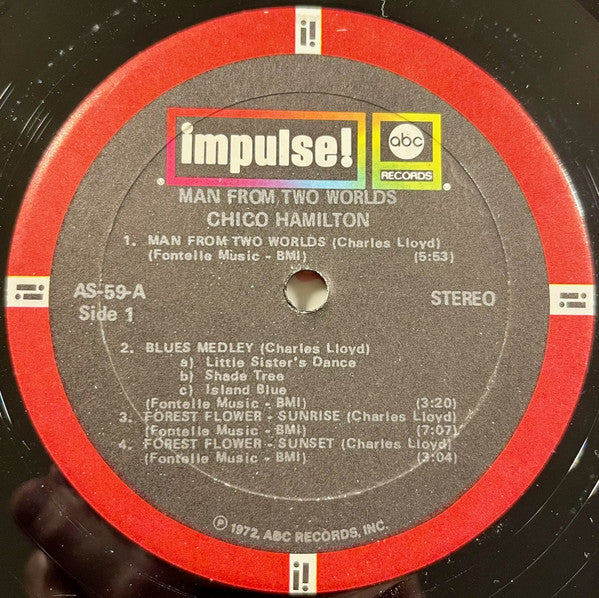 i!
impulse!
abc
RECORDS
MAN FROM TWO WORLDS
CHICO HAMILTON
1. MAN FROM TWO WORLDS (Charles Lloyd)
(Fontelle Music - BMI) (5:53)
AS-59-A
Side 1
STEREO
2. BLUES MEDLEY (Charles Lloyd)
a) Little Sister's Dance
b) Shade Tree
c) Island Blue
(Fontelle Music - BMI) (3:20)
3. FOREST FLOWER - SUNRISE (Charles Lloyd)
(Fontelle Music - BMI) (7:07)
4. FOREST FLOWER - SUNSET (Charles Lloyd)
(Fontelle Music - BMI) (3:04)
℗ 1972, ABC RECORDS, INC.
i!
i!
i!